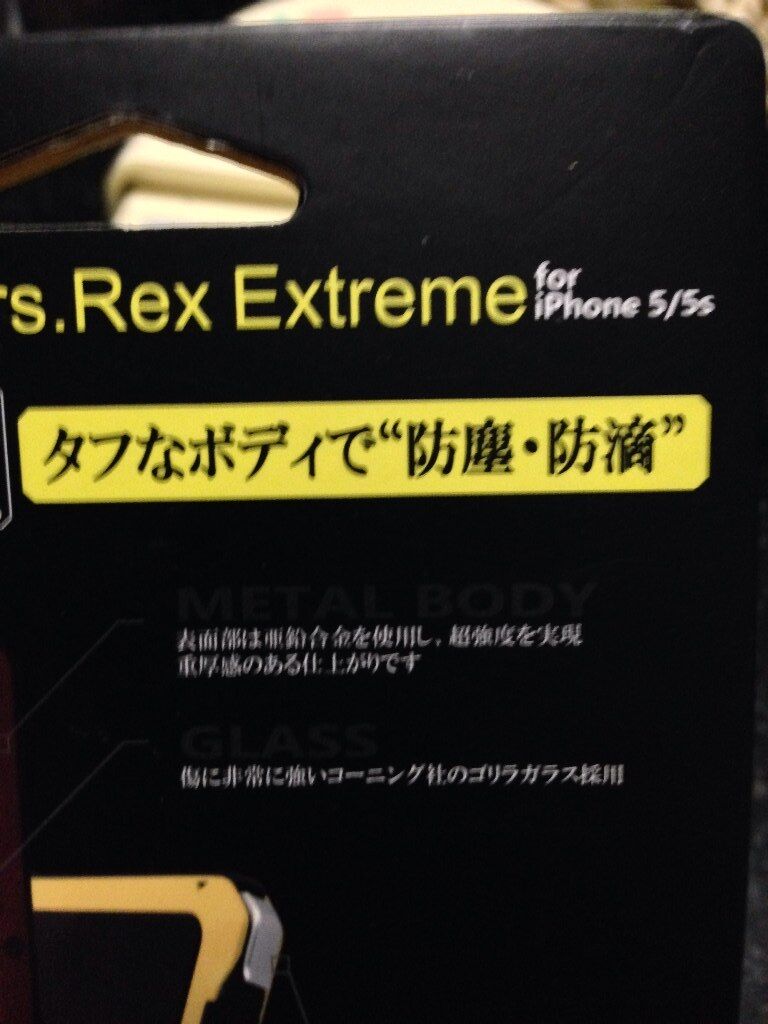 rs.Rex Extreme for iPhone 5/5s
タフなボディで“防塵・防滴”
METAL BODY
表面部は亜鉛合金を使用し、超強度を実現
重厚感のある仕上がりです
GLASS
傷に非常に強いコーニング社のゴリラガラス採用